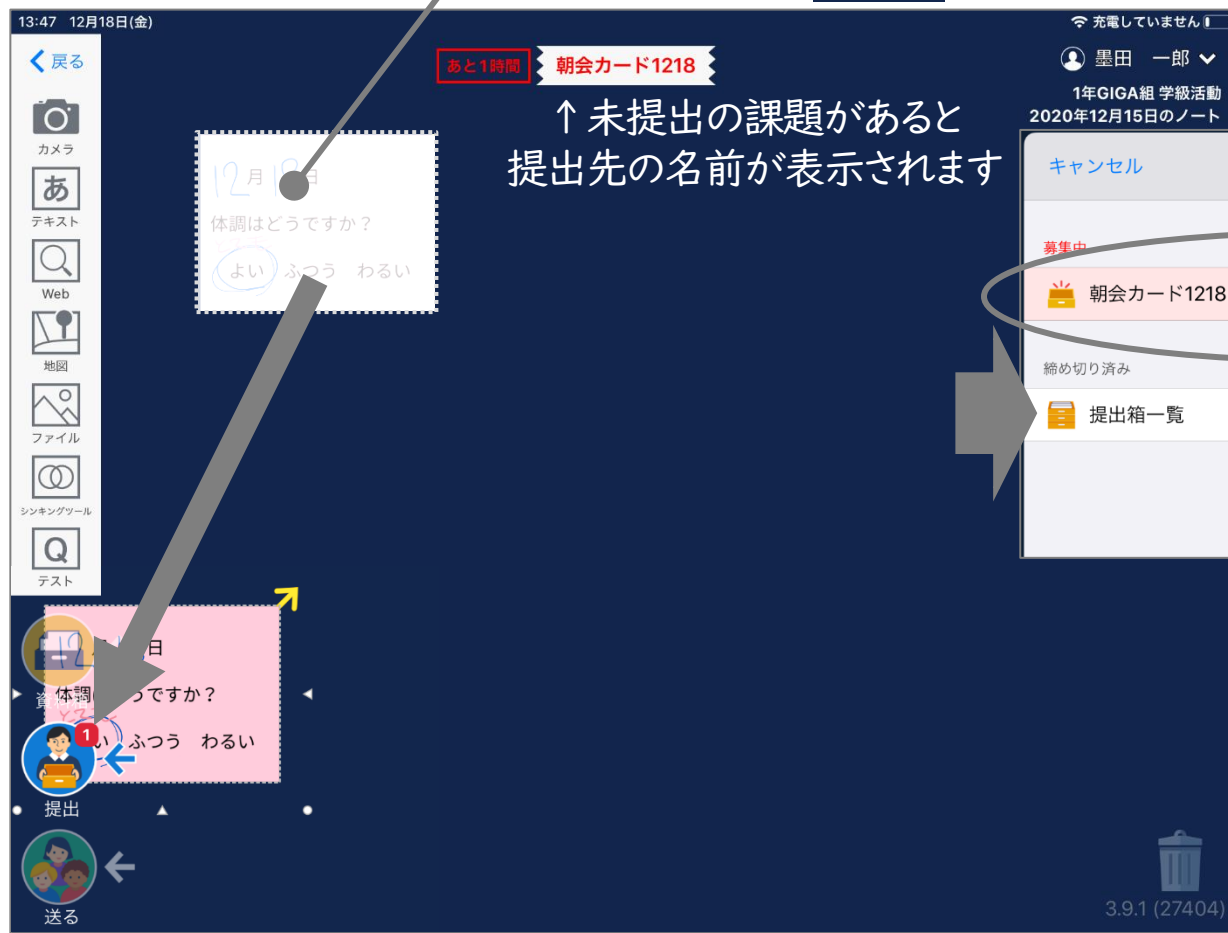 13:47 12月18日(金)
充電していません
戻る
あと1時間 朝会カード1218
墨田 一郎
1年GIGA組 学級活動
2020年12月15日のノート
↑未提出の課題があると
提出先の名前が表示されます
カメラ
テキスト
Web
地図
ファイル
シンキングツール
テスト
12月18日
体調はどうですか?
よい ふつう わるい
キャンセル
募集中
朝会カード1218
締め切り済み
提出箱一覧
12 日
資料箱
体調 うですか?
1
い ふつう わるい
提出
送る
3.9.1 (27404)